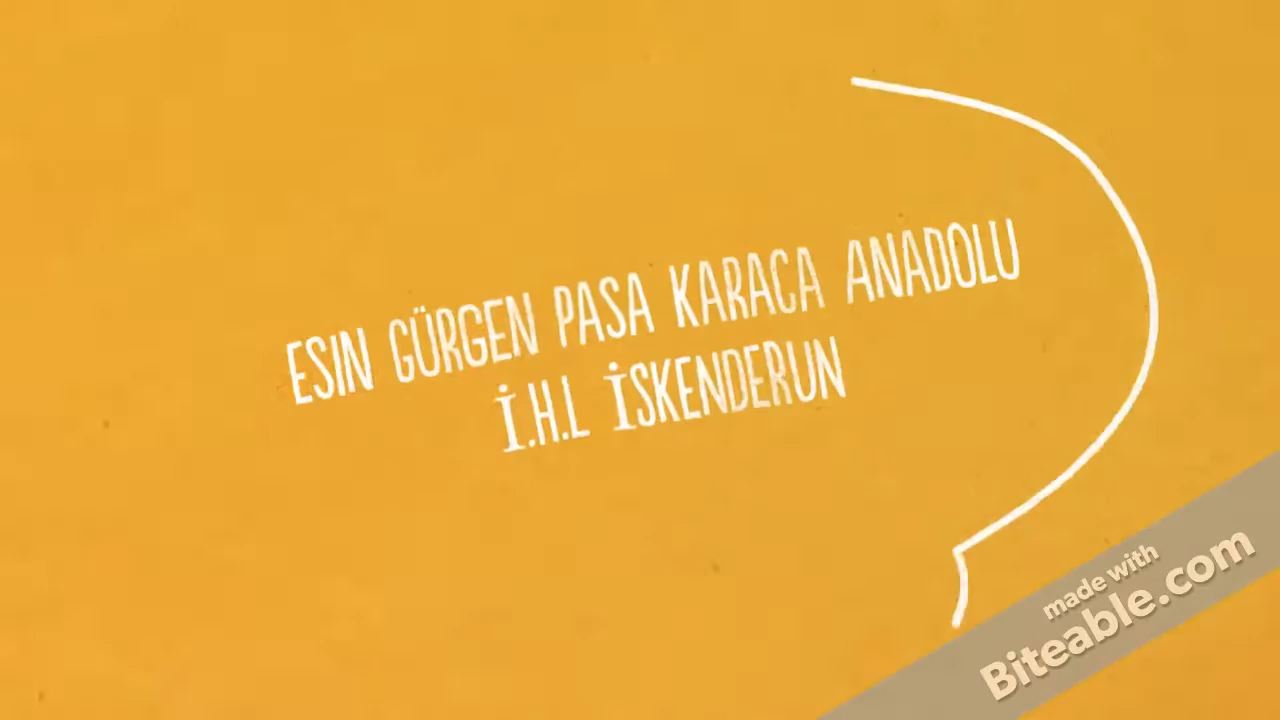 ESIN GÜRGEN PASA KARACA ANADOLU
İ.H.L İSKENDERUN
made with
Biteable.com